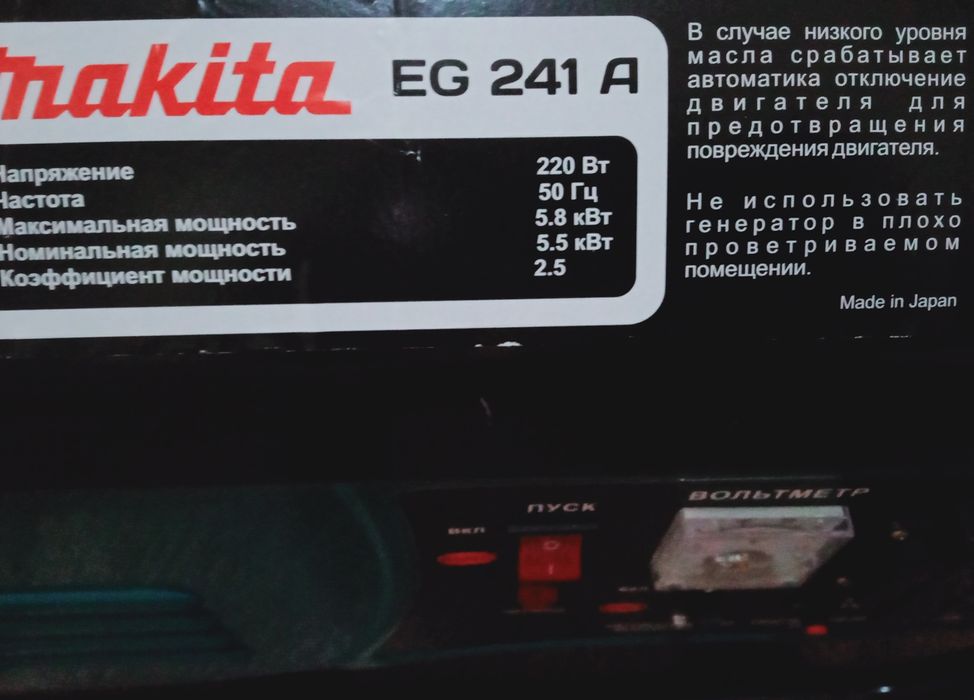 makita EG 241 A
Напряжение 220 Вт
Частота 50 Гц
Максимальная мощность 5.8 кВт
Номинальная мощность 5.5 кВт
Коэффициент мощности 2.5
В случае низкого уровня
масла срабатывает
автоматика отключение
двигателя для
предотвращения
повреждения двигателя.
Не использовать
генератор в плохо
проветриваемом
помещении.
Made in Japan
ПУСК
ВОЛЬТМЕТР
ВКЛ